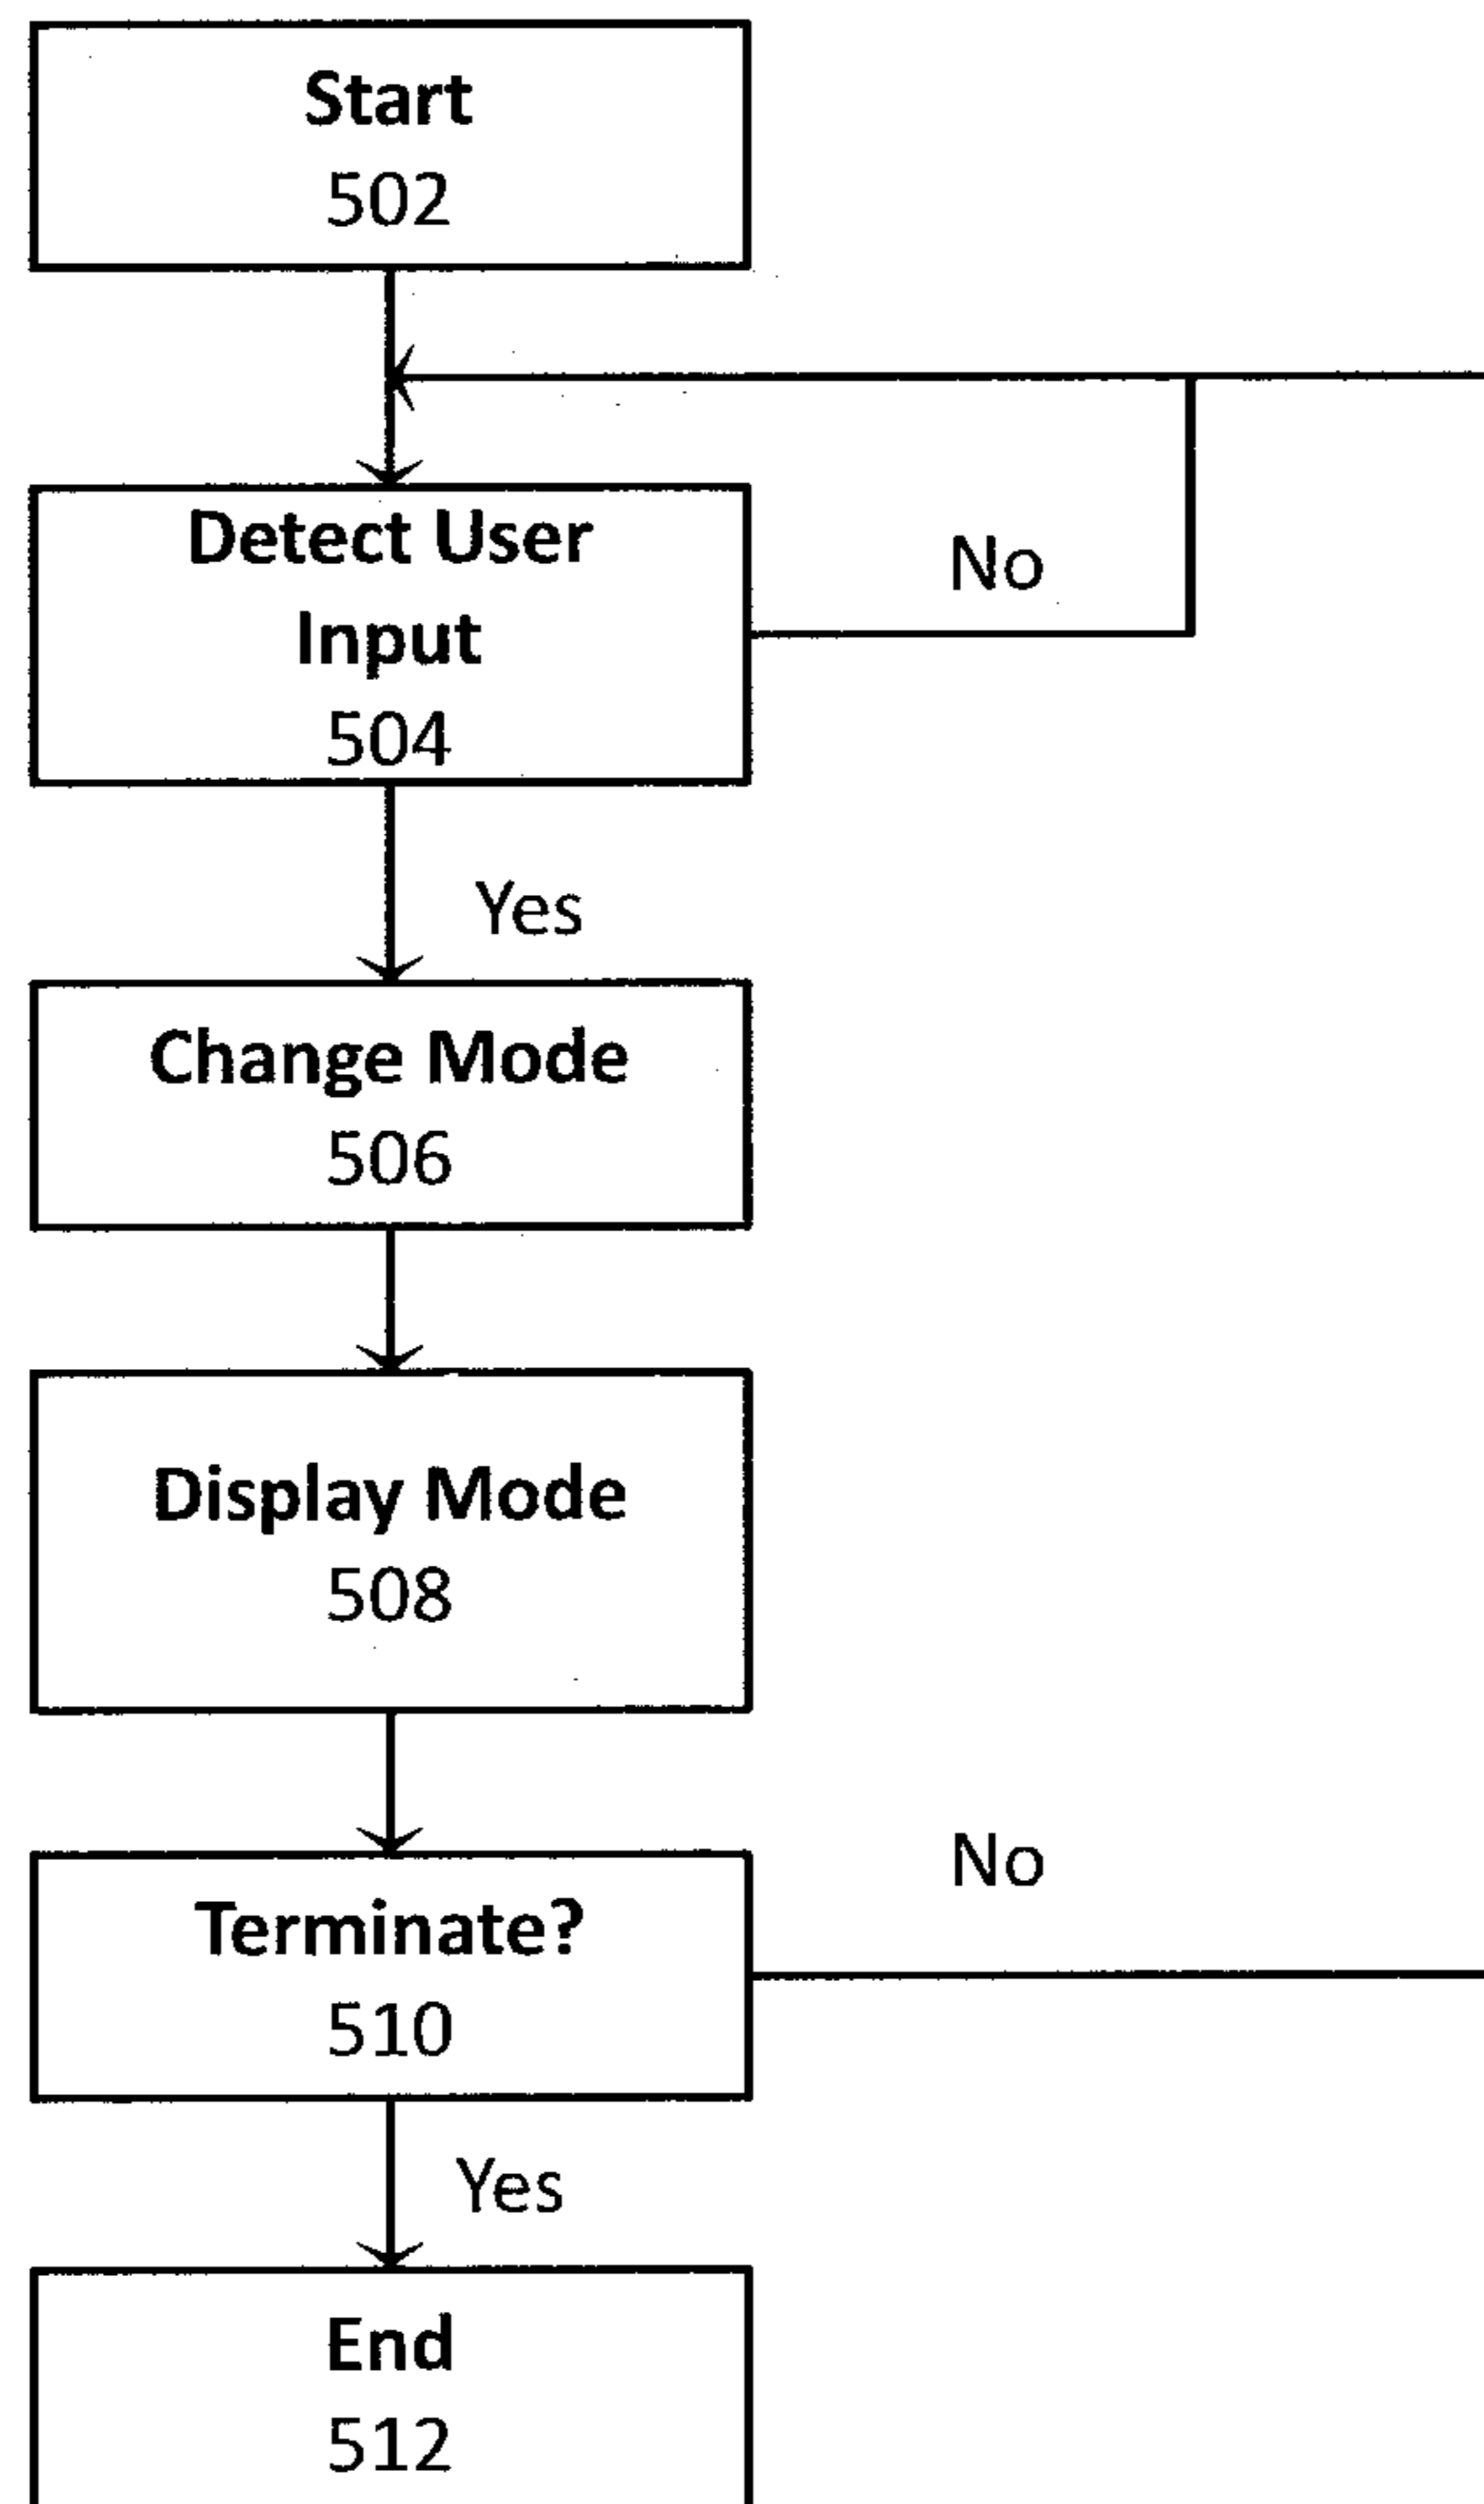 Start
502
Detect User
Input
504
No
Yes
Change Mode
506
Display Mode
508
Terminate?
510
No
Yes
End
512